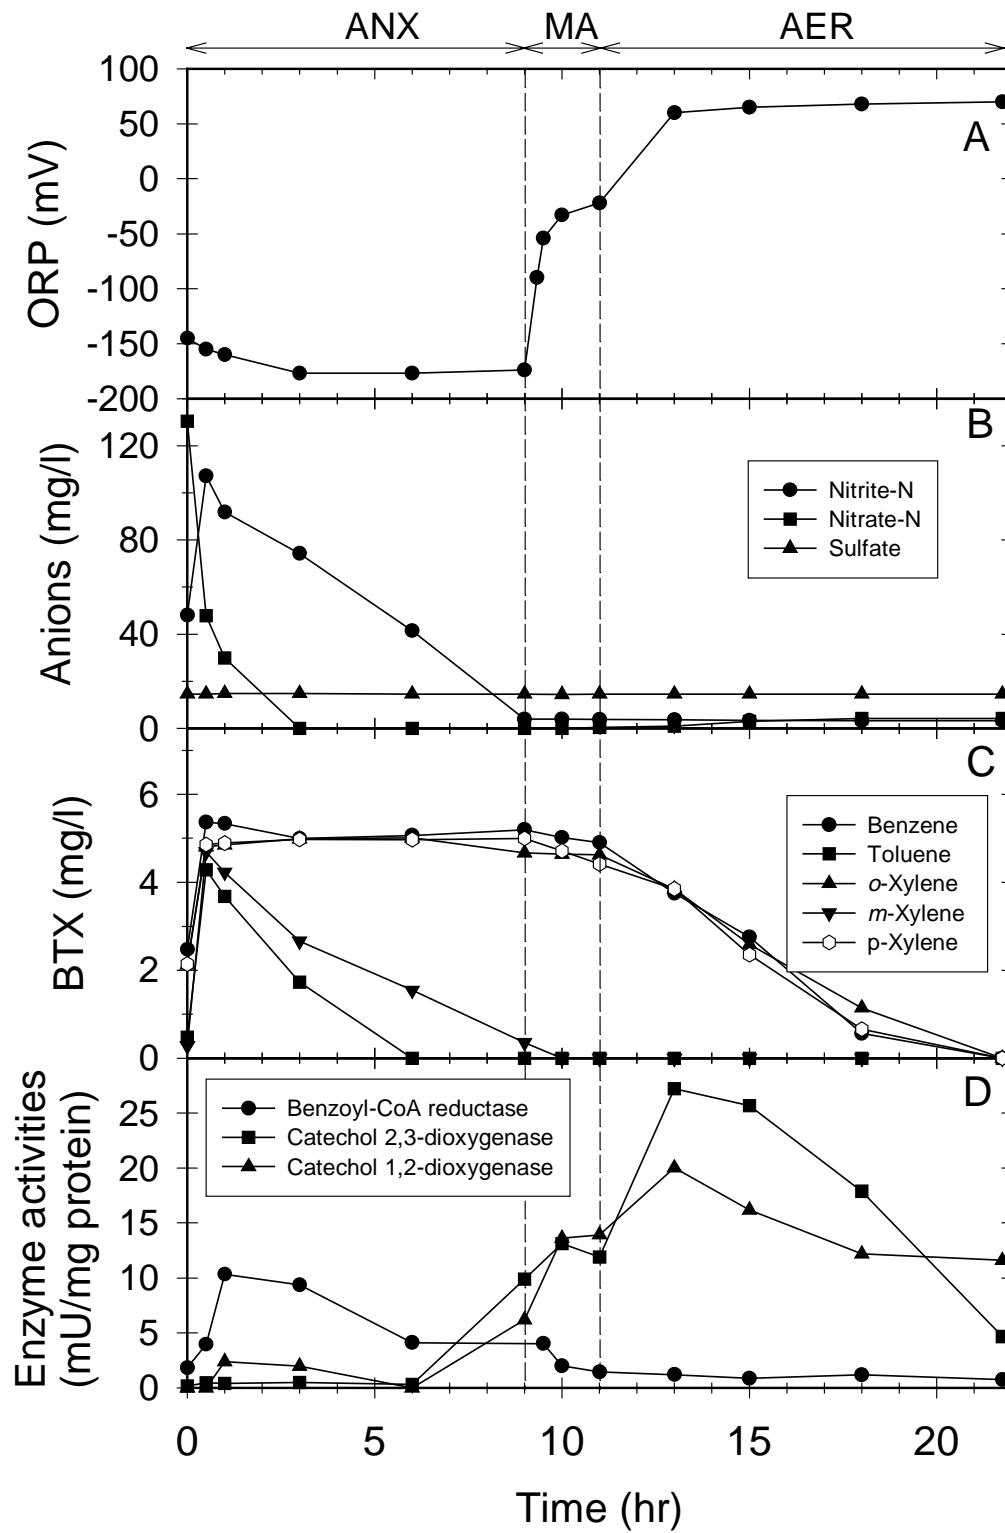 ANX MA AER
100
50
0
-50
-100
-150
-200
ORP (mV)
A
120
80
40
0
Anions (mg/l)
B
Nitrite-N
Nitrate-N
Sulfate
6
4
2
0
BTX (mg/l)
C
Benzene
Toluene
o-Xylene
m-Xylene
p-Xylene
25
20
15
10
5
0
Enzyme activities
(mU/mg protein)
D
Benzoyl-CoA reductase
Catechol 2,3-dioxygenase
Catechol 1,2-dioxygenase
0 5 10 15 20
Time (hr)